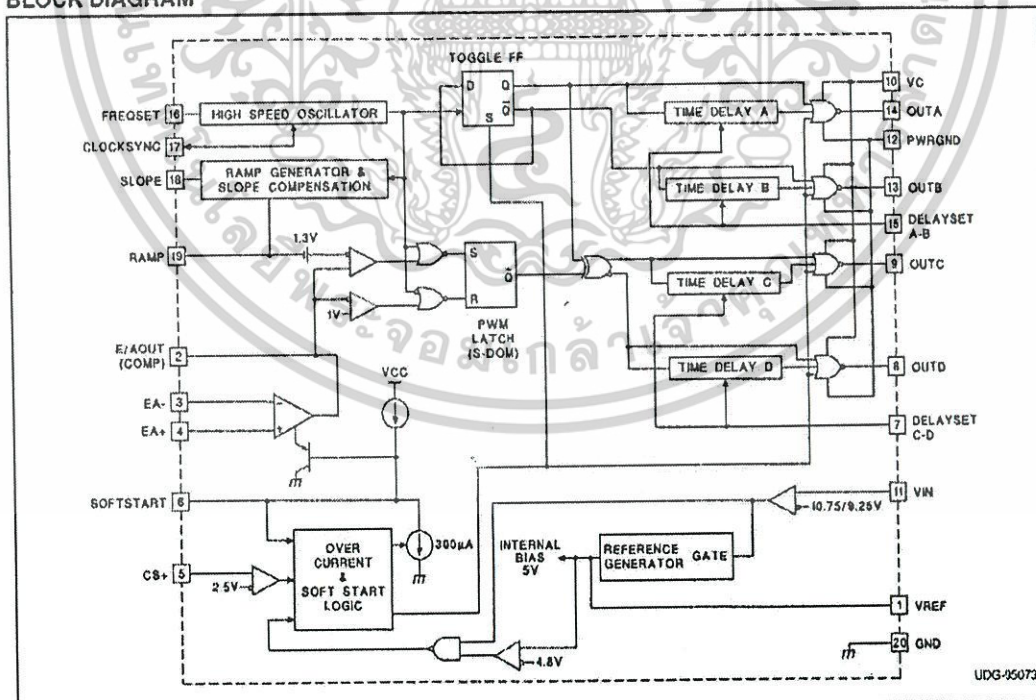 BLOCK DIAGRAM
TOGGLE FF
D Q
Q
S
FREQSET 16
HIGH SPEED OSCILLATOR
CLOCKSYNC 17
SLOPE 18
RAMP GENERATOR &
SLOPE COMPENSATION
RAMP 19
1.3V
1V
S
Q
R
PWM
LATCH
(S-DOM)
TIME DELAY A
TIME DELAY B
TIME DELAY C
TIME DELAY D
10 VC
14 OUTA
12 PWRGND
13 OUTB
15 DELAYSET
A-B
9 OUTC
8 OUTD
7 DELAYSET
C-D
E/AOUT 2
(COMP)
EA- 3
EA+ 4
VCC
SOFTSTART 6
CS+ 5
2.5V
OVER
CURRENT
&
SOFT START
LOGIC
300µA
INTERNAL
BIAS
5V
REFERENCE
GENERATOR GATE
10.75/9.25V
11 VIN
4.8V
1 VREF
20 GND
UDG-95073